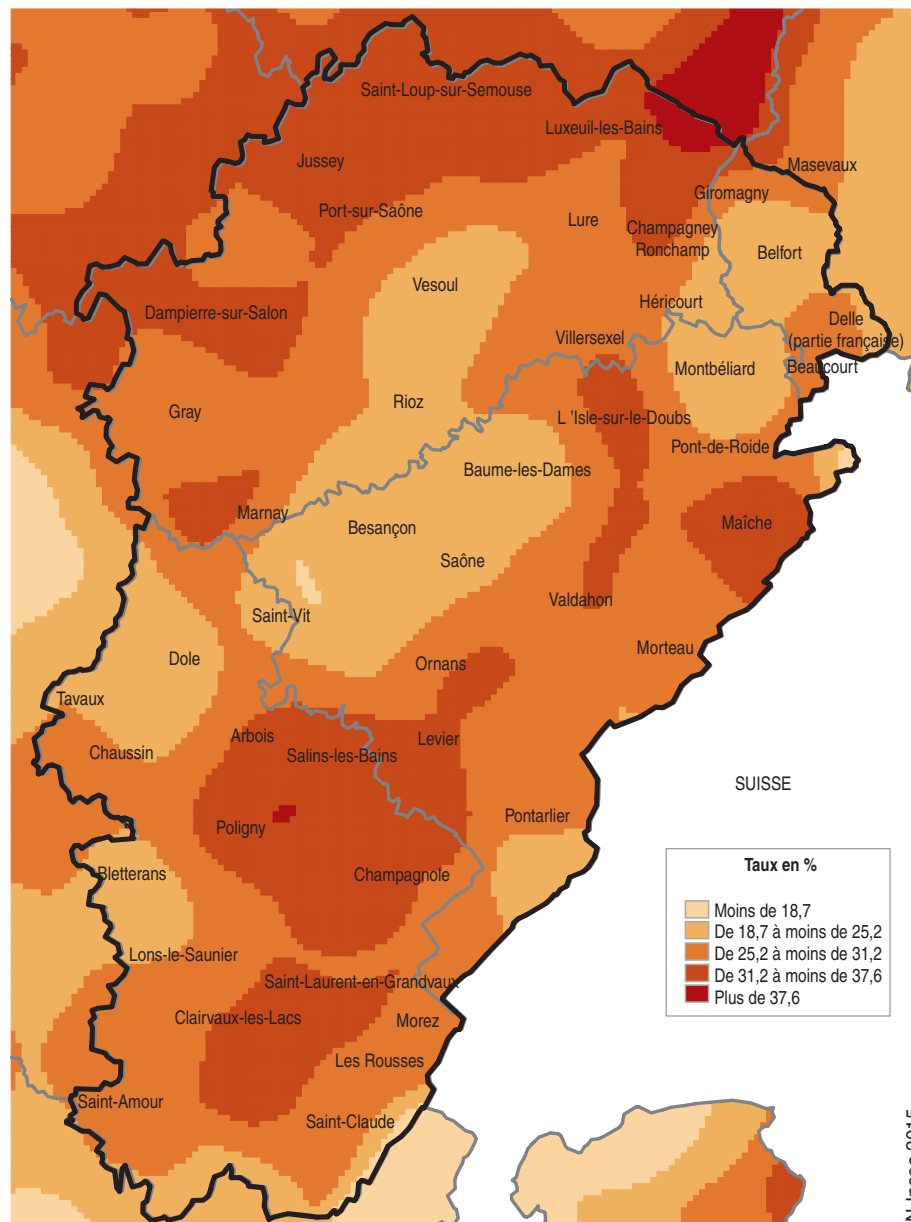 Saint-Loup-sur-Semouse
Luxeuil-les-Bains
Jussey
Masevaux
Giromagny
Port-sur-Saône
Lure
Champagney
Ronchamp
Belfort
Vesoul
Héricourt
Dampierre-sur-Salon
Delle
(partie française)
Villersexel
Montbéliard
Beaucourt
Rioz
Gray
L 'Isle-sur-le-Doubs
Pont-de-Roide
Baume-les-Dames
Marnay
Besançon
Maîche
Saône
Valdahon
Saint-Vit
Morteau
Dole
Ornans
Tavaux
Arbois
Levier
Chaussin
Salins-les-Bains
SUISSE
Pontarlier
Poligny
Bletterans
Champagnole
Taux en %
Moins de 18,7
De 18,7 à moins de 25,2
De 25,2 à moins de 31,2
De 31,2 à moins de 37,6
Plus de 37,6
Lons-le-Saunier
Saint-Laurent-en-Grandvaux
Clairvaux-les-Lacs
Morez
Les Rousses
Saint-Amour
Saint-Claude
2015